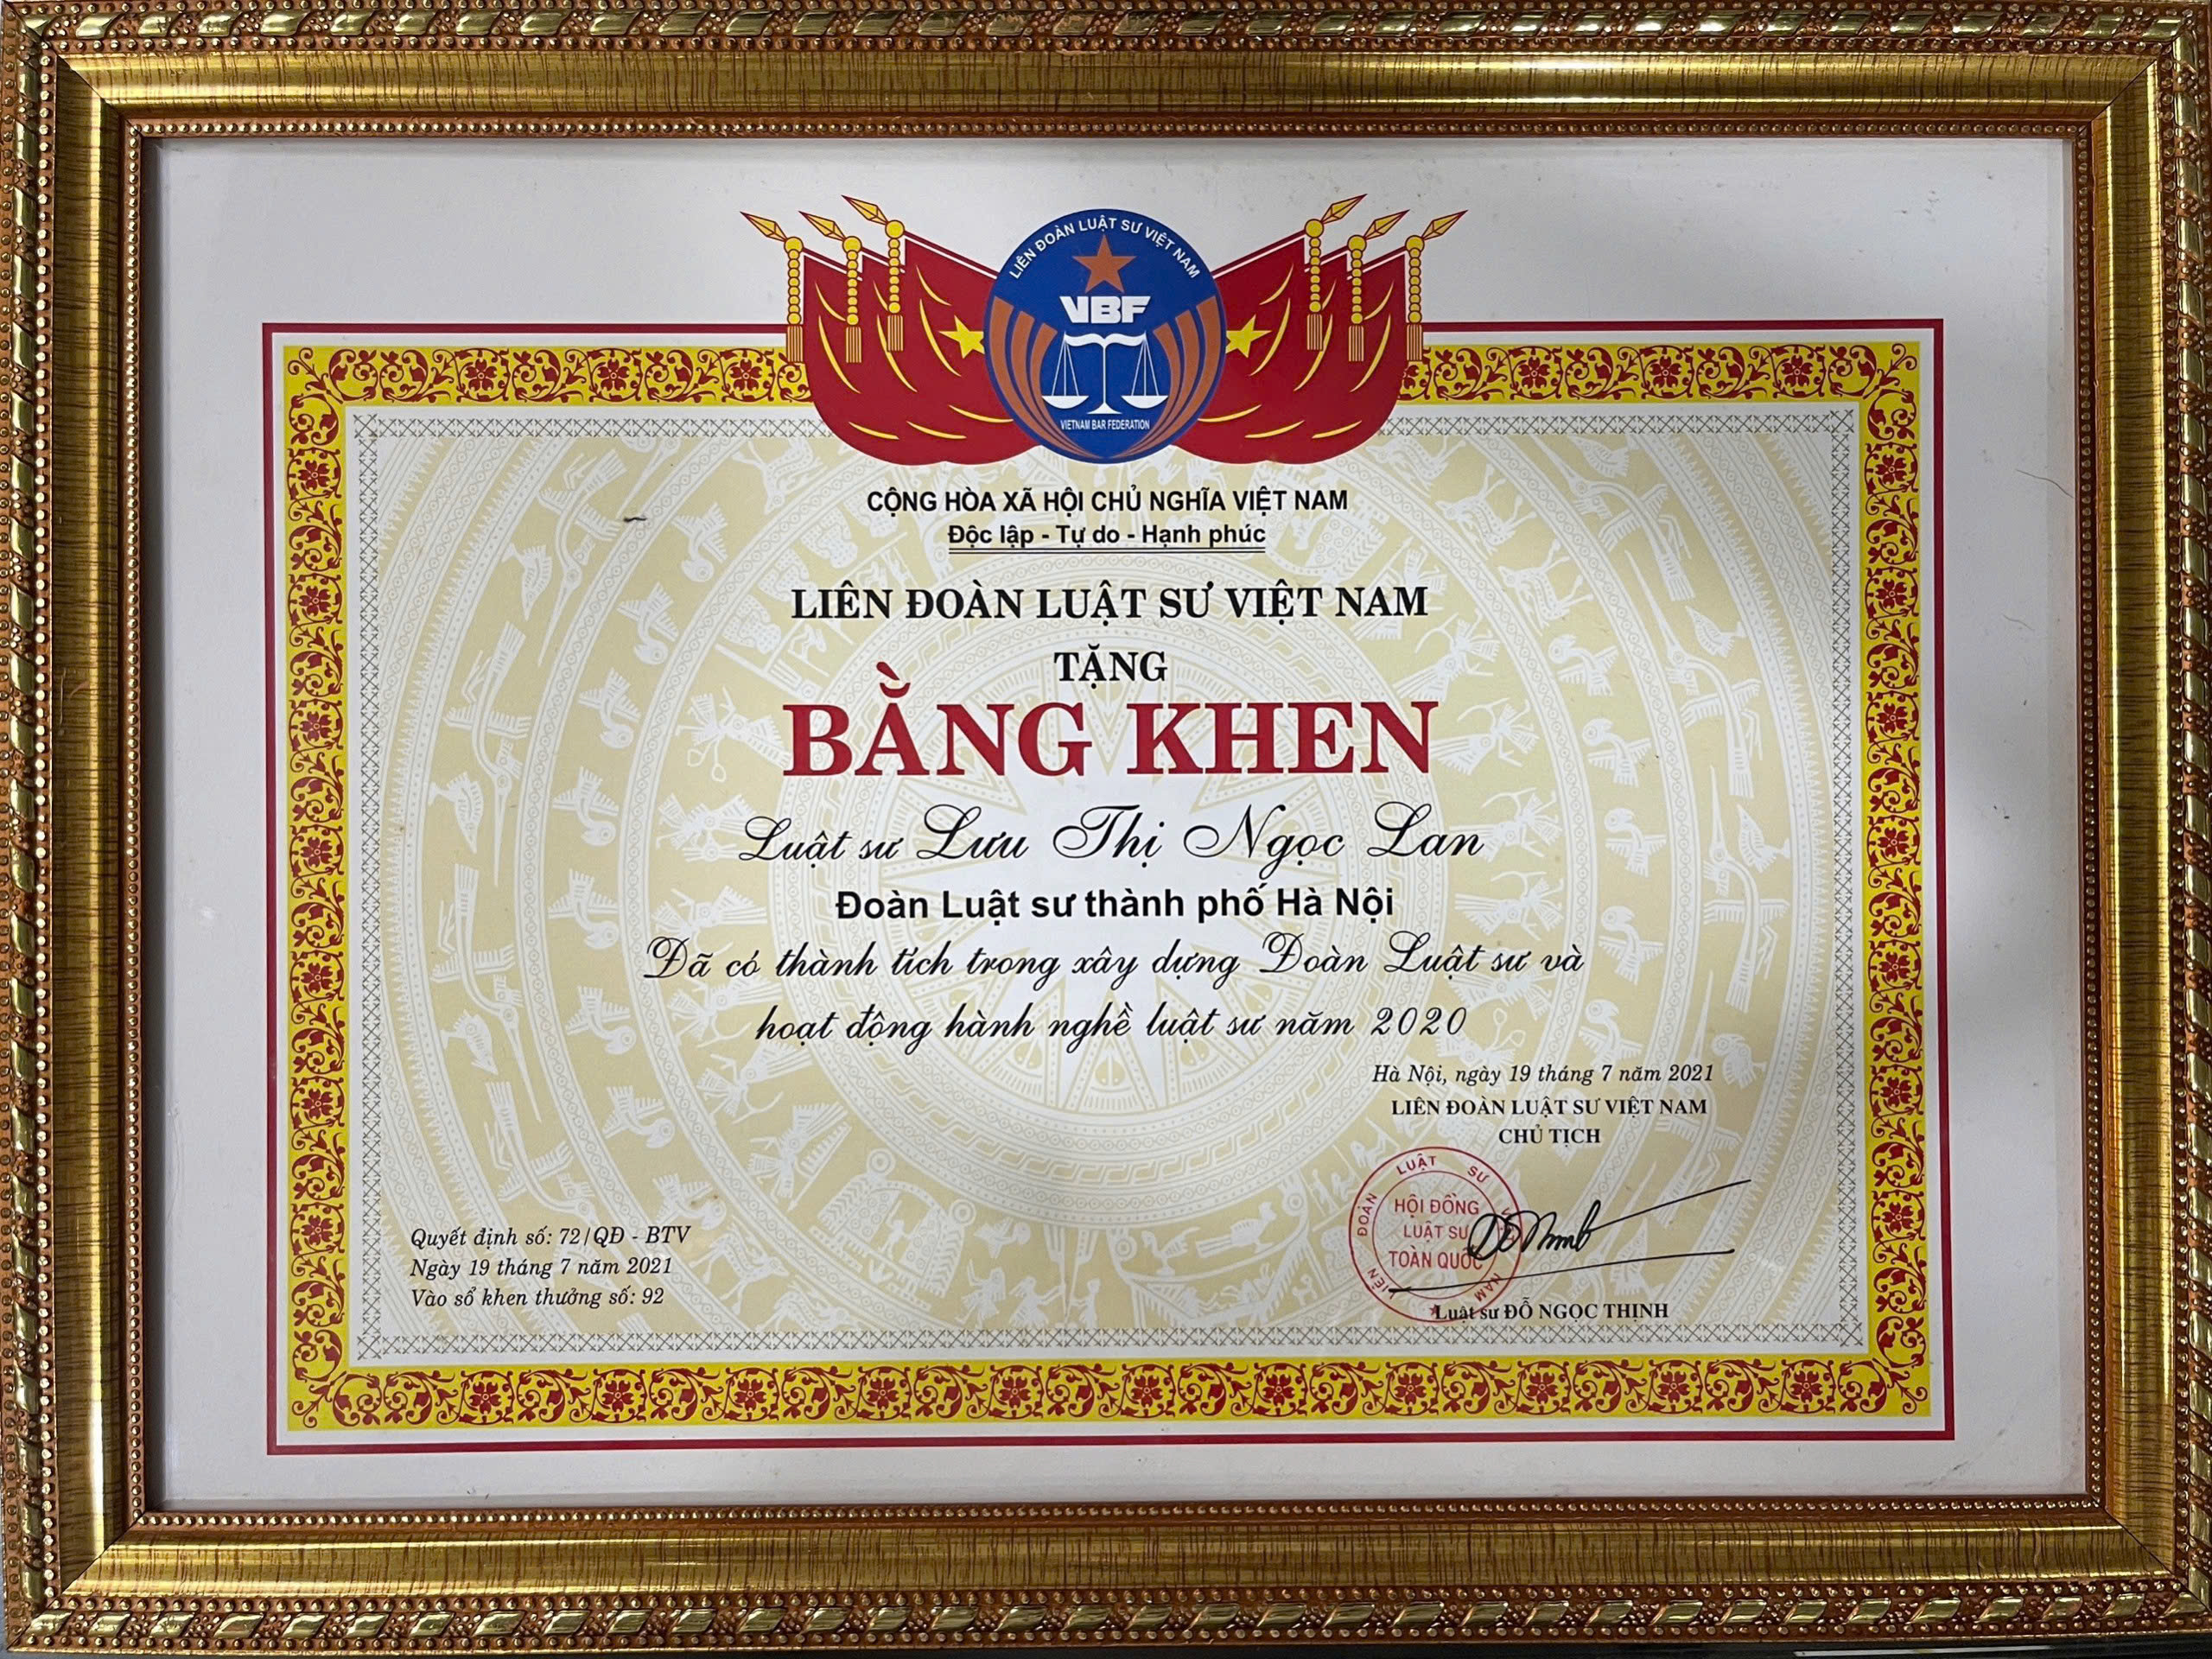 LIÊN ĐOÀN LUẬT SƯ VIỆT NAM
VBF
VIETNAM BAR FEDERATION
CỘNG HÒA XÃ HỘI CHỦ NGHĨA VIỆT NAM
Độc lập - Tự do - Hạnh phúc
LIÊN ĐOÀN LUẬT SƯ VIỆT NAM
TẶNG
BẰNG KHEN
Luật sư Lưu Thị Ngọc Lan
Đoàn Luật sư thành phố Hà Nội
Đã có thành tích trong xây dựng Đoàn Luật sư và
hoạt động hành nghề luật sư năm 2020
Hà Nội, ngày 19 tháng 7 năm 2021
LIÊN ĐOÀN LUẬT SƯ VIỆT NAM
CHỦ TỊCH
LIÊN ĐOÀN LUẬT SƯ NAM
HỘI ĐỒNG
LUẬT SƯ
TOÀN QUỐC
Luật sư ĐỖ NGỌC THỊNH
Quyết định số: 72/QĐ - BTV
Ngày 19 tháng 7 năm 2021
Vào sổ khen thưởng số: 92